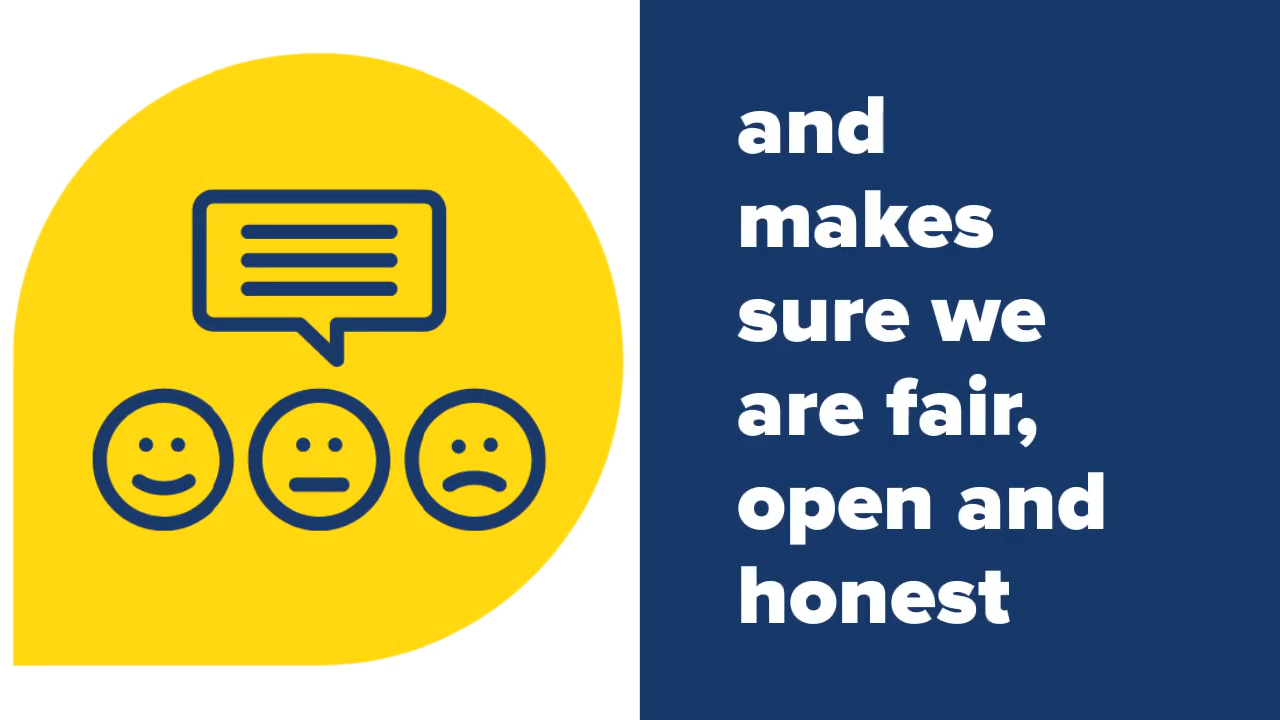 and
makes
sure we
are fair,
open and
honest